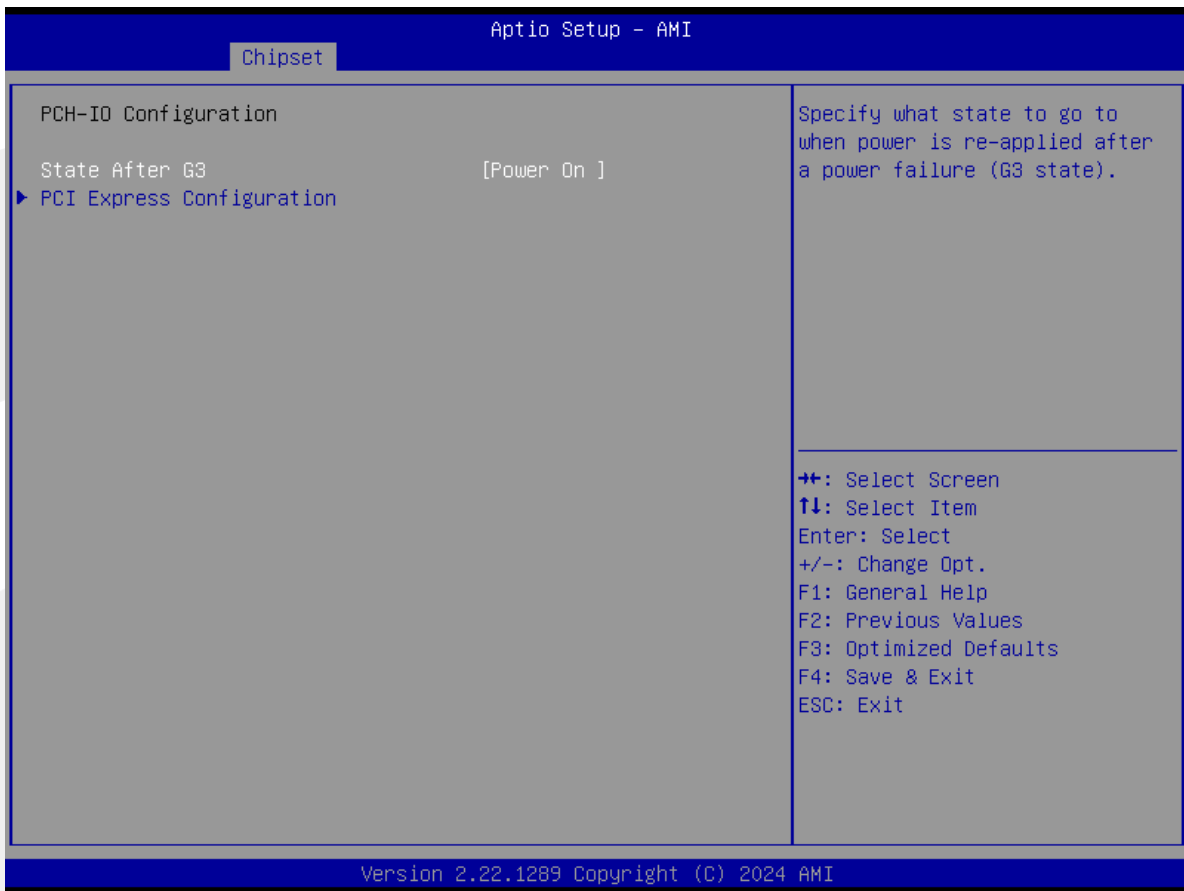 Aptio Setup – AMI
Chipset
PCH-IO Configuration
State After G3 [Power On ]
▶ PCI Express Configuration
Specify what state to go to
when power is re-applied after
a power failure (G3 state).
→←: Select Screen
↑↓: Select Item
Enter: Select
+/-: Change Opt.
F1: General Help
F2: Previous Values
F3: Optimized Defaults
F4: Save & Exit
ESC: Exit
Version 2.22.1289 Copyright (C) 2024 AMI